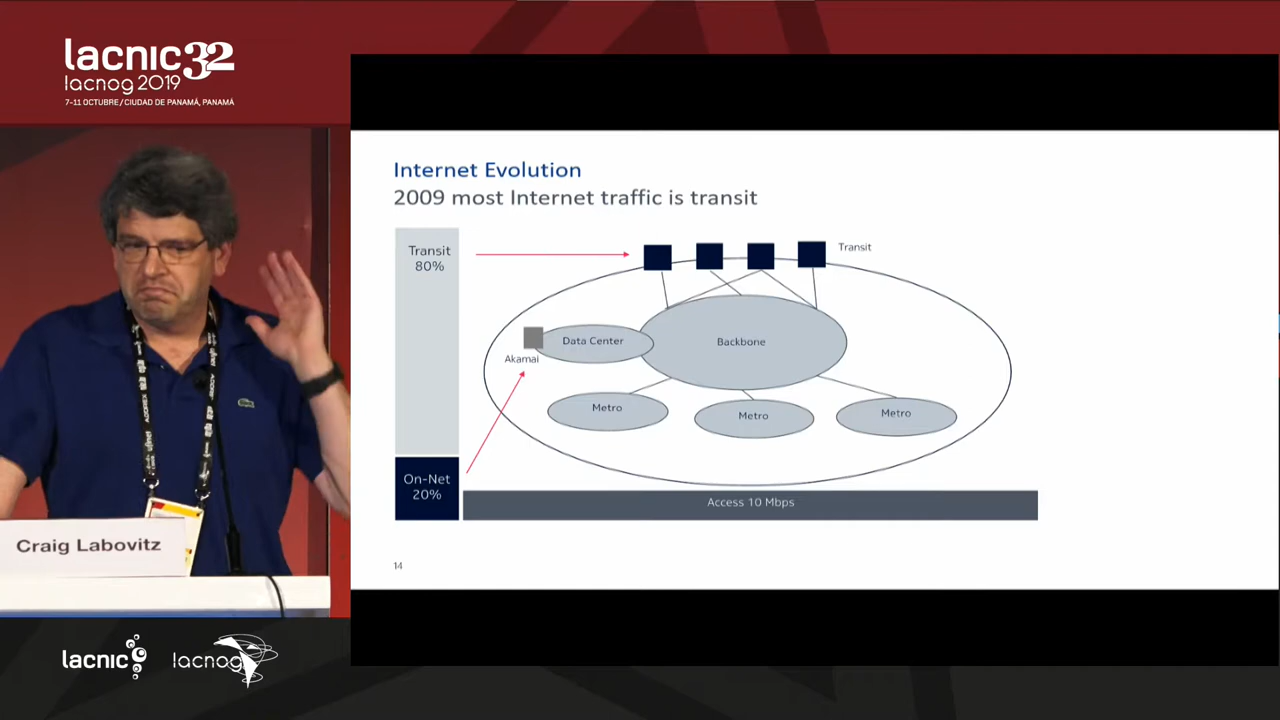 lacnic32
lacnog 2019
7-11 OCTUBRE / CIUDAD DE PANAMÁ, PANAMÁ
Internet Evolution
2009 most Internet traffic is transit
Transit
80%
Transit
Data Center
Backbone
Akamai
Metro
Metro
Metro
On-Net
20%
Access 10 Mbps
14
Craig Labovitz
lacnic
lacnog